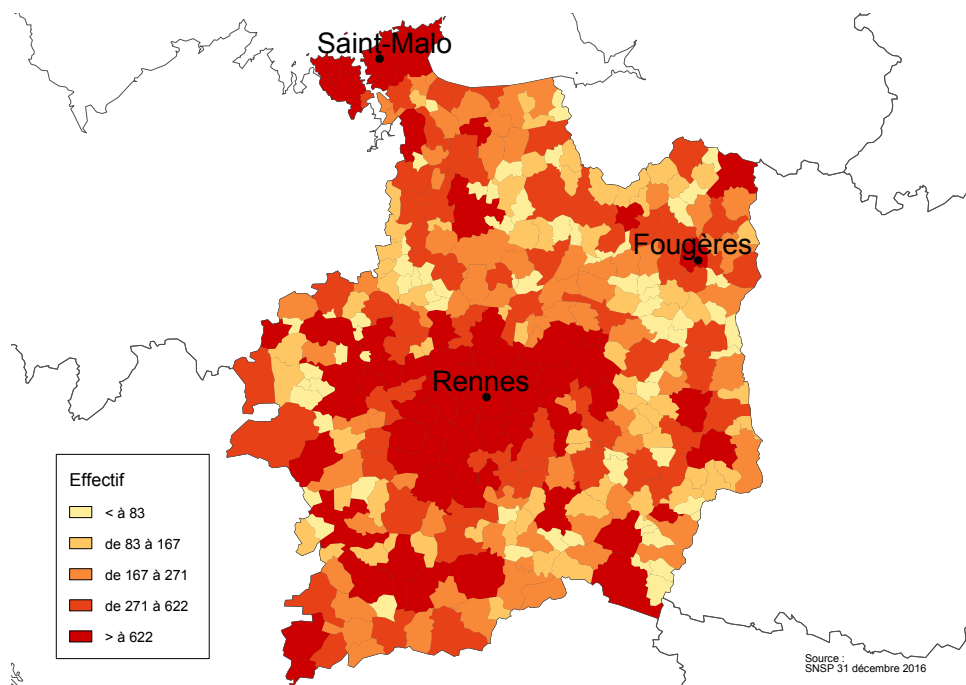 Saint-Malo
Fougères
Rennes
Effectif
< à 83
de 83 à 167
de 167 à 271
de 271 à 622
> à 622
Source :
SNSP 31 décembre 2016